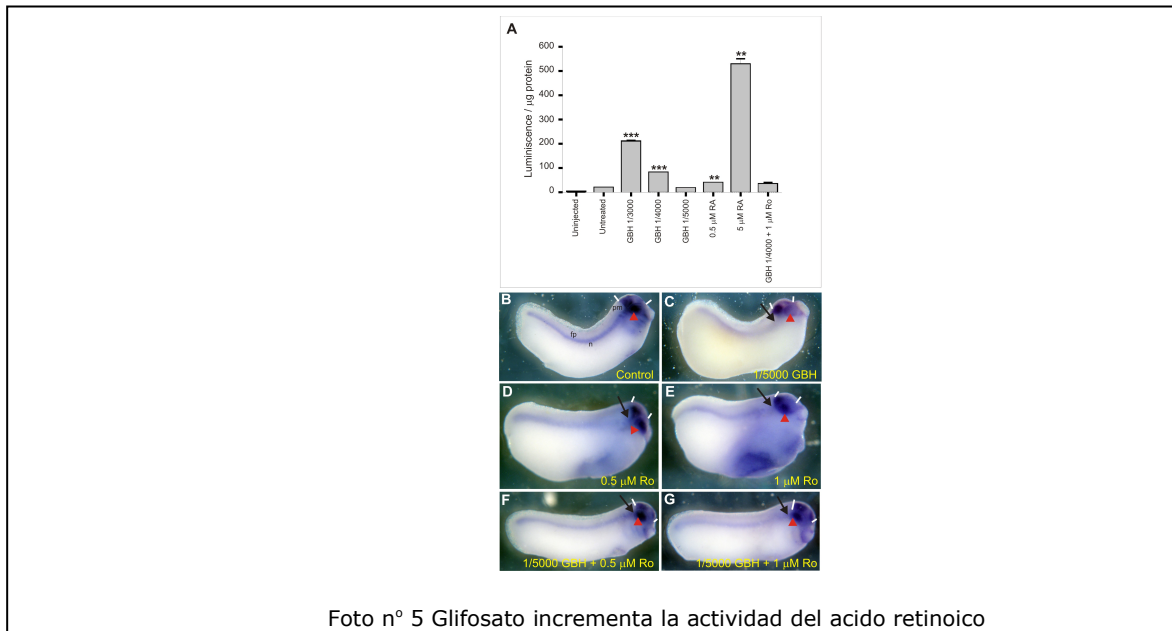 A
Luminiscence / µg protein
600
500
400
300
200
100
0
***
***
**
**
Uninjected
Untreated
GBH 1/3000
GBH 1/4000
GBH 1/5000
0.5 µM RA
5 µM RA
GBH 1/4000 + 1 µM Ro
B
pm
fp
n
Control
C
1/5000 GBH
D
0.5 µM Ro
E
1 µM Ro
F
1/5000 GBH + 0.5 µM Ro
G
1/5000 GBH + 1 µM Ro
Foto nº 5 Glifosato incrementa la actividad del acido retinoico